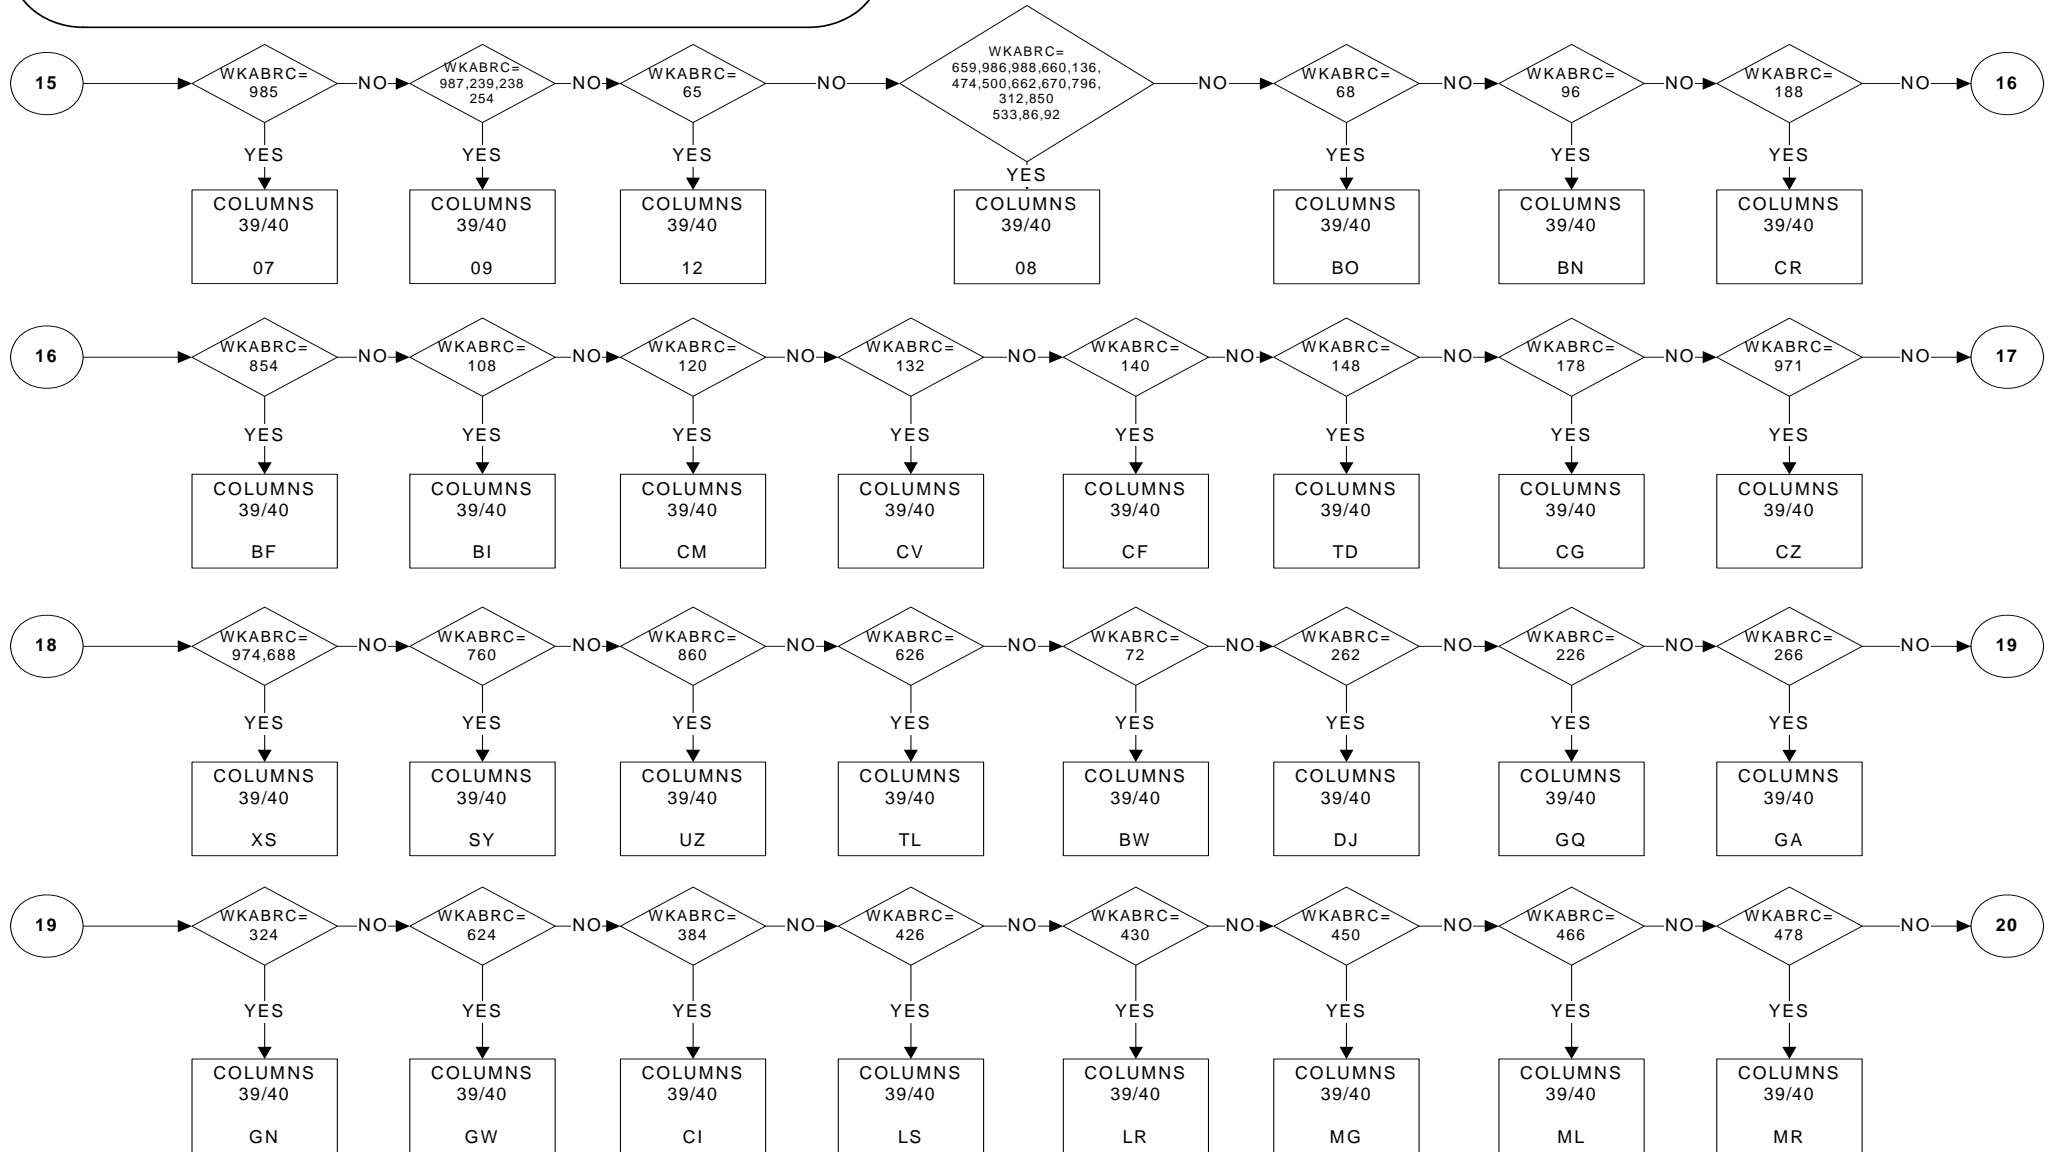 15
WKABRC=
985
NO
WKABRC=
987,239,238
254
NO
WKABRC=
65
NO
WKABRC=
659,986,988,660,136,
474,500,662,670,796,
312,850
533,86,92
NO
WKABRC=
68
NO
WKABRC=
96
NO
WKABRC=
188
NO
16
YES
YES
YES
YES
YES
YES
YES
COLUMNS
39/40
07
COLUMNS
39/40
09
COLUMNS
39/40
12
COLUMNS
39/40
08
COLUMNS
39/40
BO
COLUMNS
39/40
BN
COLUMNS
39/40
CR
16
WKABRC=
854
NO
WKABRC=
108
NO
WKABRC=
120
NO
WKABRC=
132
NO
WKABRC=
140
NO
WKABRC=
148
NO
WKABRC=
178
NO
WKABRC=
971
NO
17
YES
YES
YES
YES
YES
YES
YES
YES
COLUMNS
39/40
BF
COLUMNS
39/40
BI
COLUMNS
39/40
CM
COLUMNS
39/40
CV
COLUMNS
39/40
CF
COLUMNS
39/40
TD
COLUMNS
39/40
CG
COLUMNS
39/40
CZ
18
WKABRC=
974,688
NO
WKABRC=
760
NO
WKABRC=
860
NO
WKABRC=
626
NO
WKABRC=
72
NO
WKABRC=
262
NO
WKABRC=
226
NO
WKABRC=
266
NO
19
YES
YES
YES
YES
YES
YES
YES
YES
COLUMNS
39/40
XS
COLUMNS
39/40
SY
COLUMNS
39/40
UZ
COLUMNS
39/40
TL
COLUMNS
39/40
BW
COLUMNS
39/40
DJ
COLUMNS
39/40
GQ
COLUMNS
39/40
GA
19
WKABRC=
324
NO
WKABRC=
624
NO
WKABRC=
384
NO
WKABRC=
426
NO
WKABRC=
430
NO
WKABRC=
450
NO
WKABRC=
466
NO
WKABRC=
478
NO
20
YES
YES
YES
YES
YES
YES
YES
YES
COLUMNS
39/40
GN
COLUMNS
39/40
GW
COLUMNS
39/40
CI
COLUMNS
39/40
LS
COLUMNS
39/40
LR
COLUMNS
39/40
MG
COLUMNS
39/40
ML
COLUMNS
39/40
MR